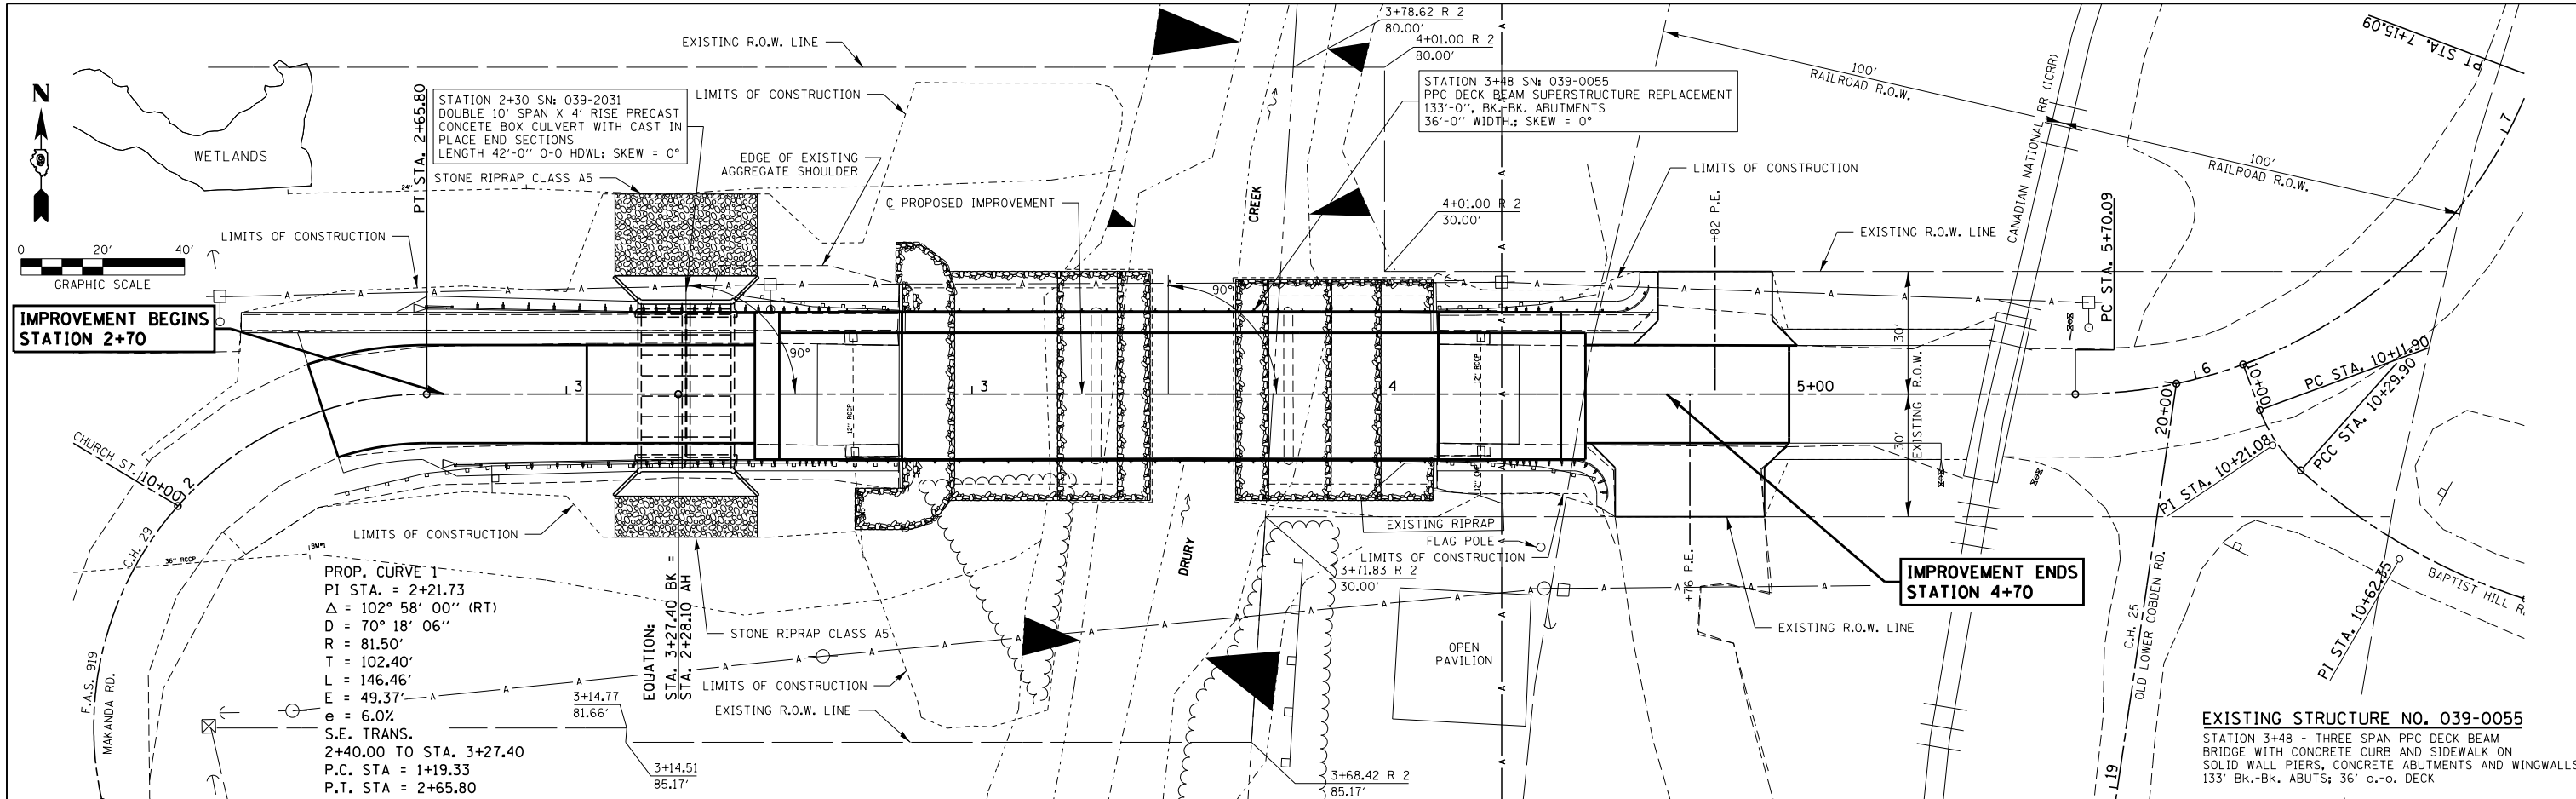 EXISTING R.O.W. LINE
3+78.62 R 2
80.00'
4+01.00 R 2
80.00'
100'
RAILROAD R.O.W.
PT STA. 7+15.09
N
WETLANDS
PT STA. 2+65.80
STATION 2+30 SN: 039-2031
DOUBLE 10' SPAN X 4' RISE PRECAST
CONCETE BOX CULVERT WITH CAST IN
PLACE END SECTIONS
LENGTH 42'-0" O-O HDWL; SKEW = 0°
LIMITS OF CONSTRUCTION
STATION 3+48 SN: 039-0055
PPC DECK BEAM SUPERSTRUCTURE REPLACEMENT
133'-0", BK.-BK. ABUTMENTS
36'-0" WIDTH.; SKEW = 0°
CANADIAN NATIONAL RR (ICRR)
100'
RAILROAD R.O.W.
7
EDGE OF EXISTING
AGGREGATE SHOULDER
STONE RIPRAP CLASS A5
24"
LIMITS OF CONSTRUCTION
℄ PROPOSED IMPROVEMENT
CREEK
4+01.00 R 2
30.00'
+82 P.E.
EXISTING R.O.W. LINE
PC STA. 5+70.09
LIMITS OF CONSTRUCTION
0 20' 40'
GRAPHIC SCALE
IMPROVEMENT BEGINS
STATION 2+70
90°
90°
30'
EXISTING R.O.W.
30'
3
3
4
5+00
6
20+00
10+00
PC STA. 10+11.90
PCC STA. 10+29.90
PI STA. 10+21.08
12" RCCP
12" RCCP
12" CMP
CHURCH ST.
10+00
2
C.H. 29
LIMITS OF CONSTRUCTION
36" RCCP
BM#1
EXISTING RIPRAP
FLAG POLE
LIMITS OF CONSTRUCTION
3+71.83 R 2
30.00'
DRURY
+76 P.E.
IMPROVEMENT ENDS
STATION 4+70
C.H. 25
OLD LOWER COBDEN RD.
BAPTIST HILL R
PI STA. 10+62.35
PROP. CURVE 1
PI STA. = 2+21.73
Δ = 102° 58' 00" (RT)
D = 70° 18' 06"
R = 81.50'
T = 102.40'
L = 146.46'
E = 49.37'
e = 6.0%
S.E. TRANS.
2+40.00 TO STA. 3+27.40
P.C. STA = 1+19.33
P.T. STA = 2+65.80
F.A.S. 919
MAKANDA RD.
EQUATION:
STA. 3+27.40 BK =
STA. 2+28.10 AH
STONE RIPRAP CLASS A5
LIMITS OF CONSTRUCTION
EXISTING R.O.W. LINE
3+14.77
81.66'
3+14.51
85.17'
3+68.42 R 2
85.17'
OPEN
PAVILION
EXISTING R.O.W. LINE
19
EXISTING STRUCTURE NO. 039-0055
STATION 3+48 - THREE SPAN PPC DECK BEAM
BRIDGE WITH CONCRETE CURB AND SIDEWALK ON
SOLID WALL PIERS, CONCRETE ABUTMENTS AND WINGWALLS
133' BK.-BK. ABUTS; 36' o.-o. DECK